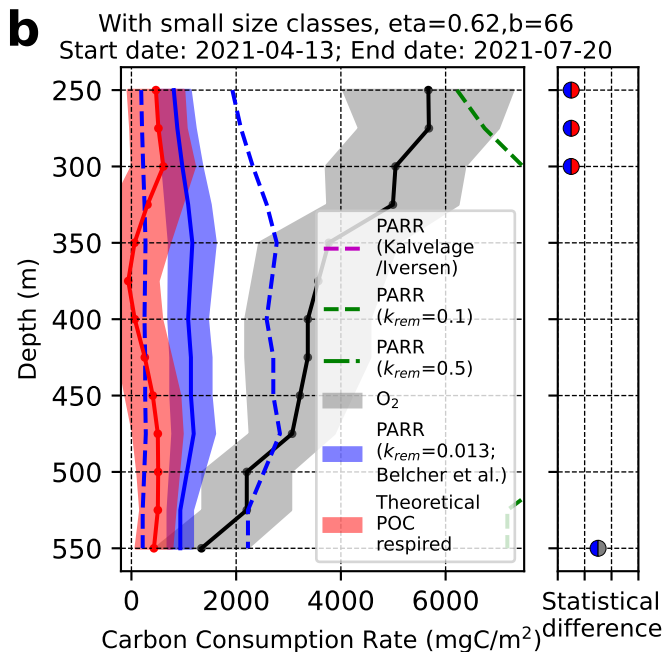 b
With small size classes, eta=0.62,b=66
Start date: 2021-04-13; End date: 2021-07-20
250
300
350
400
450
500
550
Depth (m)
0
2000
4000
6000
Carbon Consumption Rate (mgC/m²)
PARR
(Kalvelage
/Iversen)
PARR
(k_rem=0.1)
PARR
(k_rem=0.5)
O₂
PARR
(k_rem=0.013;
Belcher et al.)
Theoretical
POC
respired
Statistical
difference